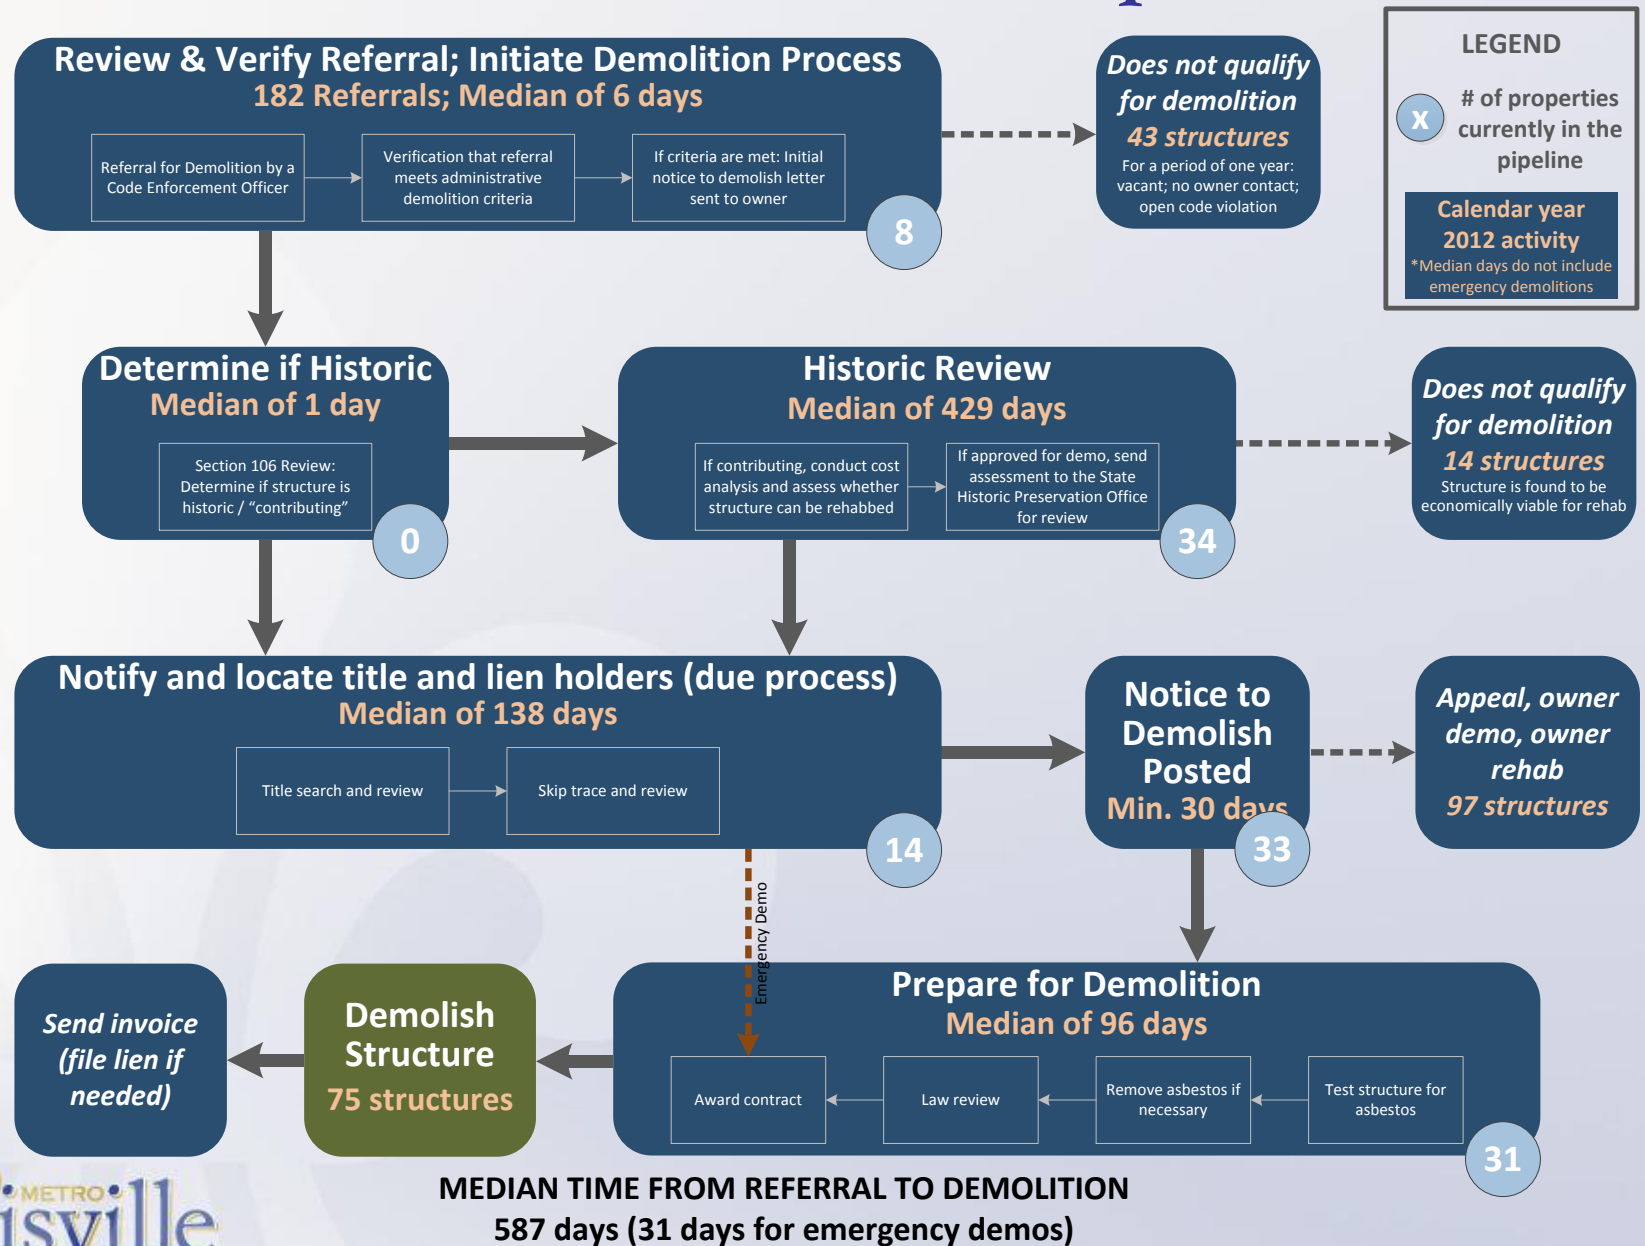 Review & Verify Referral; Initiate Demolition Process
182 Referrals; Median of 6 days
Referral for Demolition by a
Code Enforcement Officer
Verification that referral
meets administrative
demolition criteria
If criteria are met: Initial
notice to demolish letter
sent to owner
8
Does not qualify
for demolition
43 structures
For a period of one year:
vacant; no owner contact;
open code violation
LEGEND
X
# of properties
currently in the
pipeline
Calendar year
2012 activity
*Median days do not include
emergency demolitions
Determine if Historic
Median of 1 day
Section 106 Review:
Determine if structure is
historic / “contributing”
0
Historic Review
Median of 429 days
If contributing, conduct cost
analysis and assess whether
structure can be rehabbed
If approved for demo, send
assessment to the State
Historic Preservation Office
for review
34
Does not qualify
for demolition
14 structures
Structure is found to be
economically viable for rehab
Notify and locate title and lien holders (due process)
Median of 138 days
Title search and review
Skip trace and review
14
Notice to
Demolish
Posted
Min. 30 days
33
Appeal, owner
demo, owner
rehab
97 structures
Emergency Demo
Prepare for Demolition
Median of 96 days
Award contract
Law review
Remove asbestos if
necessary
Test structure for
asbestos
31
Demolish
Structure
75 structures
Send invoice
(file lien if
needed)
MEDIAN TIME FROM REFERRAL TO DEMOLITION
587 days (31 days for emergency demos)
METRO
isville